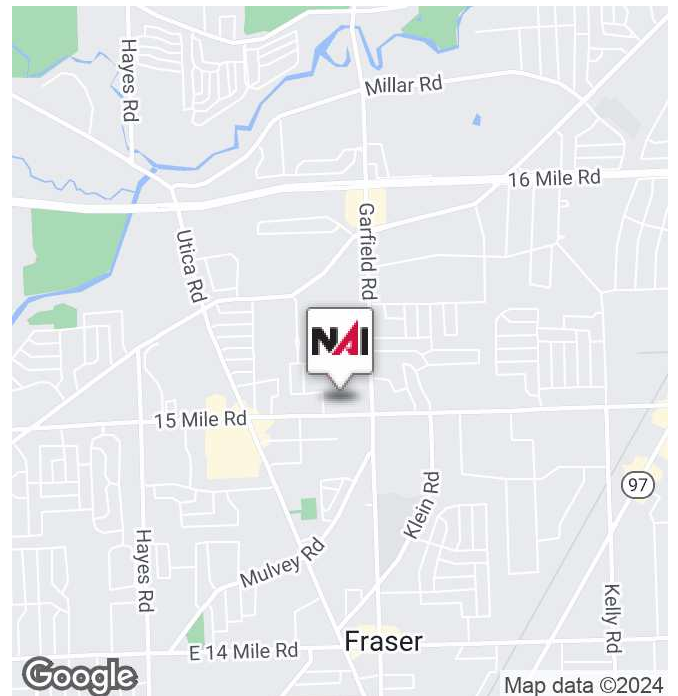 Hayes Rd
Millar Rd
16 Mile Rd
Garfield Rd
Utica Rd
NAI
15 Mile Rd
97
Klein Rd
Hayes Rd
Mulvey Rd
Kelly Rd
Fraser
E 14 Mile Rd
Google
Map data ©2024